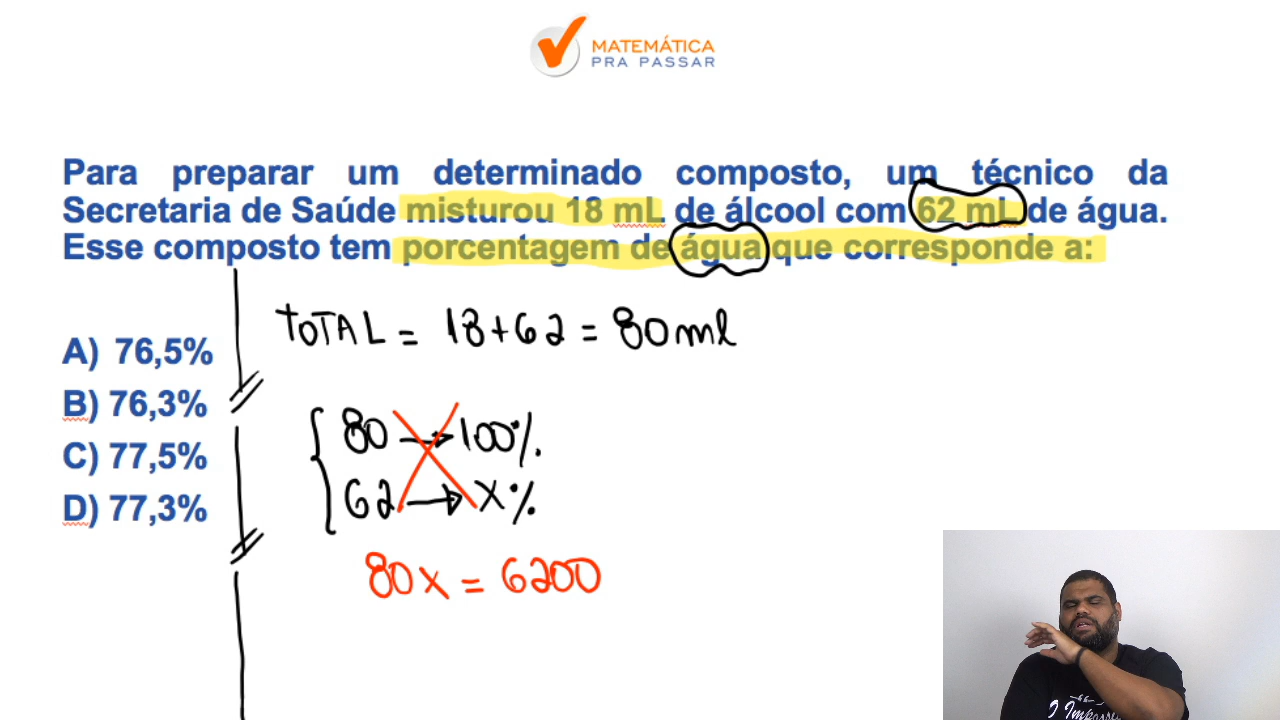 MATEMÁTICA
PRA PASSAR
Para preparar um determinado composto, um técnico da
Secretaria de Saúde misturou 18 mL de álcool com 62 mL de água.
Esse composto tem porcentagem de água que corresponde a:
TOTAL = 18+62 = 80ml
A) 76,5%
B) 76,3%
C) 77,5%
D) 77,3%
80 → 100%
62 → x%
80x = 6200